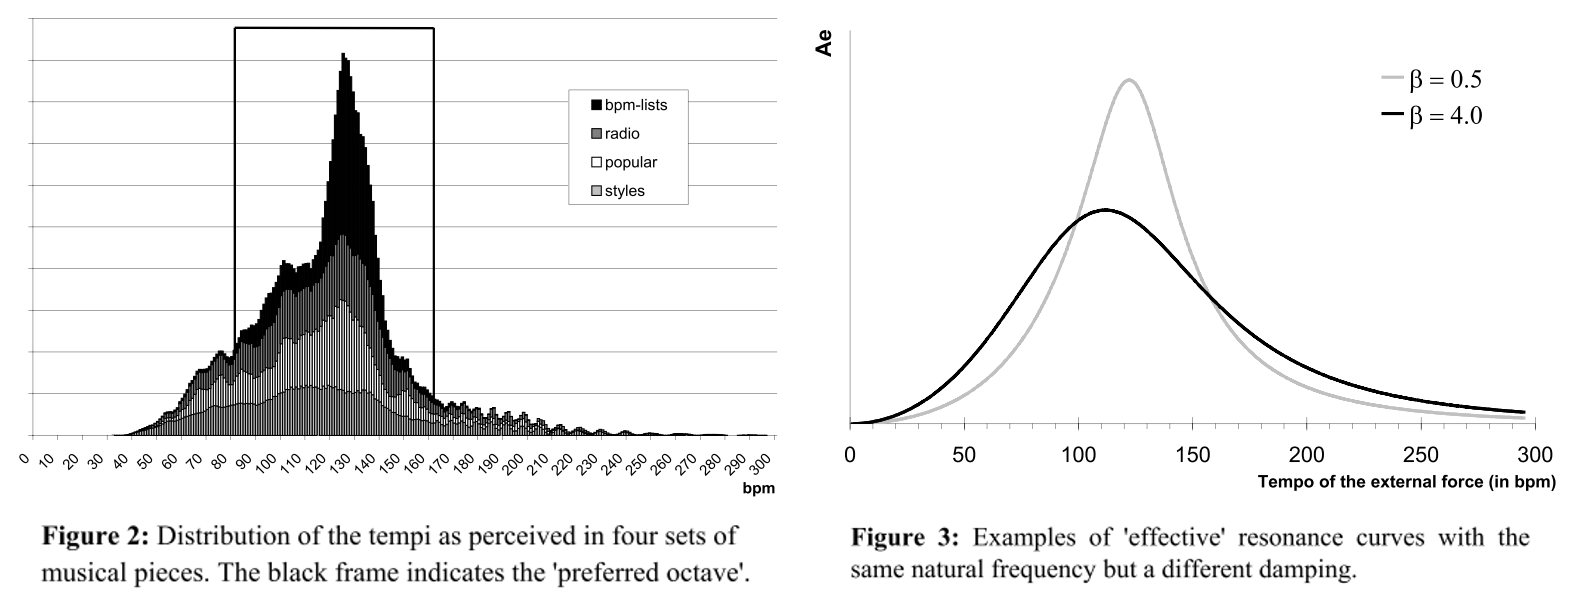 bpm-lists
radio
popular
styles
0 10 20 30 40 50 60 70 80 90 100 110 120 130 140 150 160 170 180 190 200 210 220 230 240 250 260 270 280 290 300
bpm
Figure 2: Distribution of the tempi as perceived in four sets of
musical pieces. The black frame indicates the 'preferred octave'.
Ae
β = 0.5
β = 4.0
0 50 100 150 200 250 300
Tempo of the external force (in bpm)
Figure 3: Examples of 'effective' resonance curves with the
same natural frequency but a different damping.